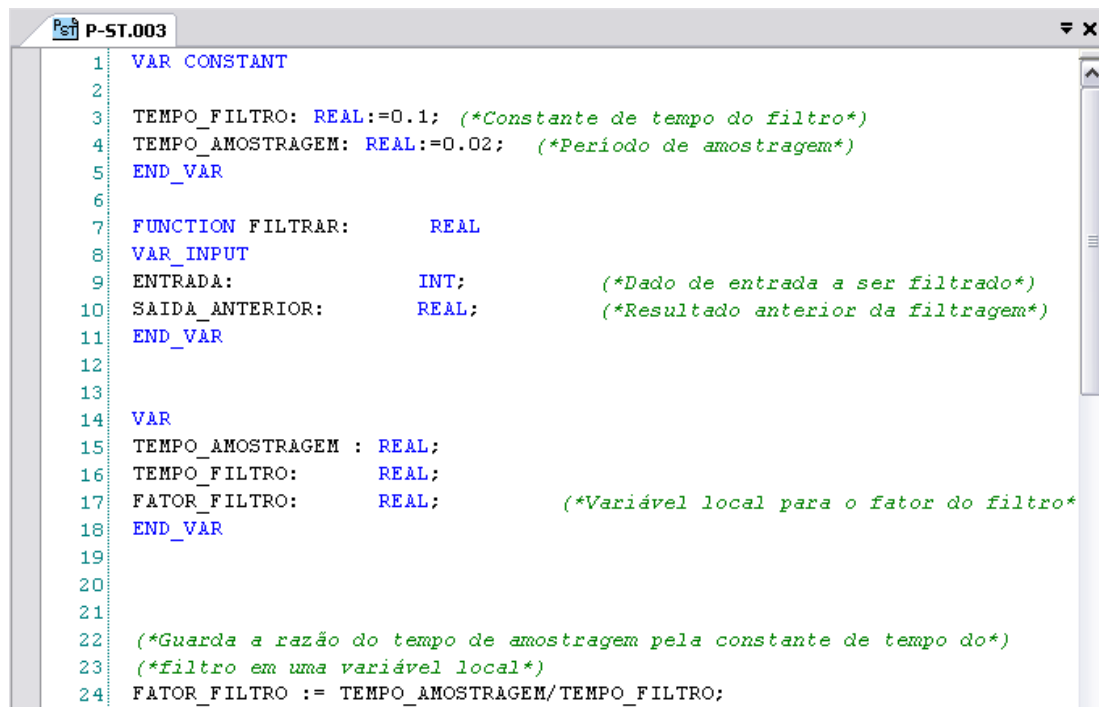 P-ST.003
1 VAR CONSTANT
2
3 TEMPO_FILTRO: REAL:=0.1; (*Constante de tempo do filtro*)
4 TEMPO_AMOSTRAGEM: REAL:=0.02; (*Período de amostragem*)
5 END_VAR
6
7 FUNCTION FILTRAR: REAL
8 VAR_INPUT
9 ENTRADA: INT; (*Dado de entrada a ser filtrado*)
10 SAIDA_ANTERIOR: REAL; (*Resultado anterior da filtragem*)
11 END_VAR
12
13
14 VAR
15 TEMPO_AMOSTRAGEM : REAL;
16 TEMPO_FILTRO: REAL;
17 FATOR_FILTRO: REAL; (*Variável local para o fator do filtro*
18 END_VAR
19
20
21
22 (*Guarda a razão do tempo de amostragem pela constante de tempo do*)
23 (*filtro em uma variável local*)
24 FATOR_FILTRO := TEMPO_AMOSTRAGEM/TEMPO_FILTRO;